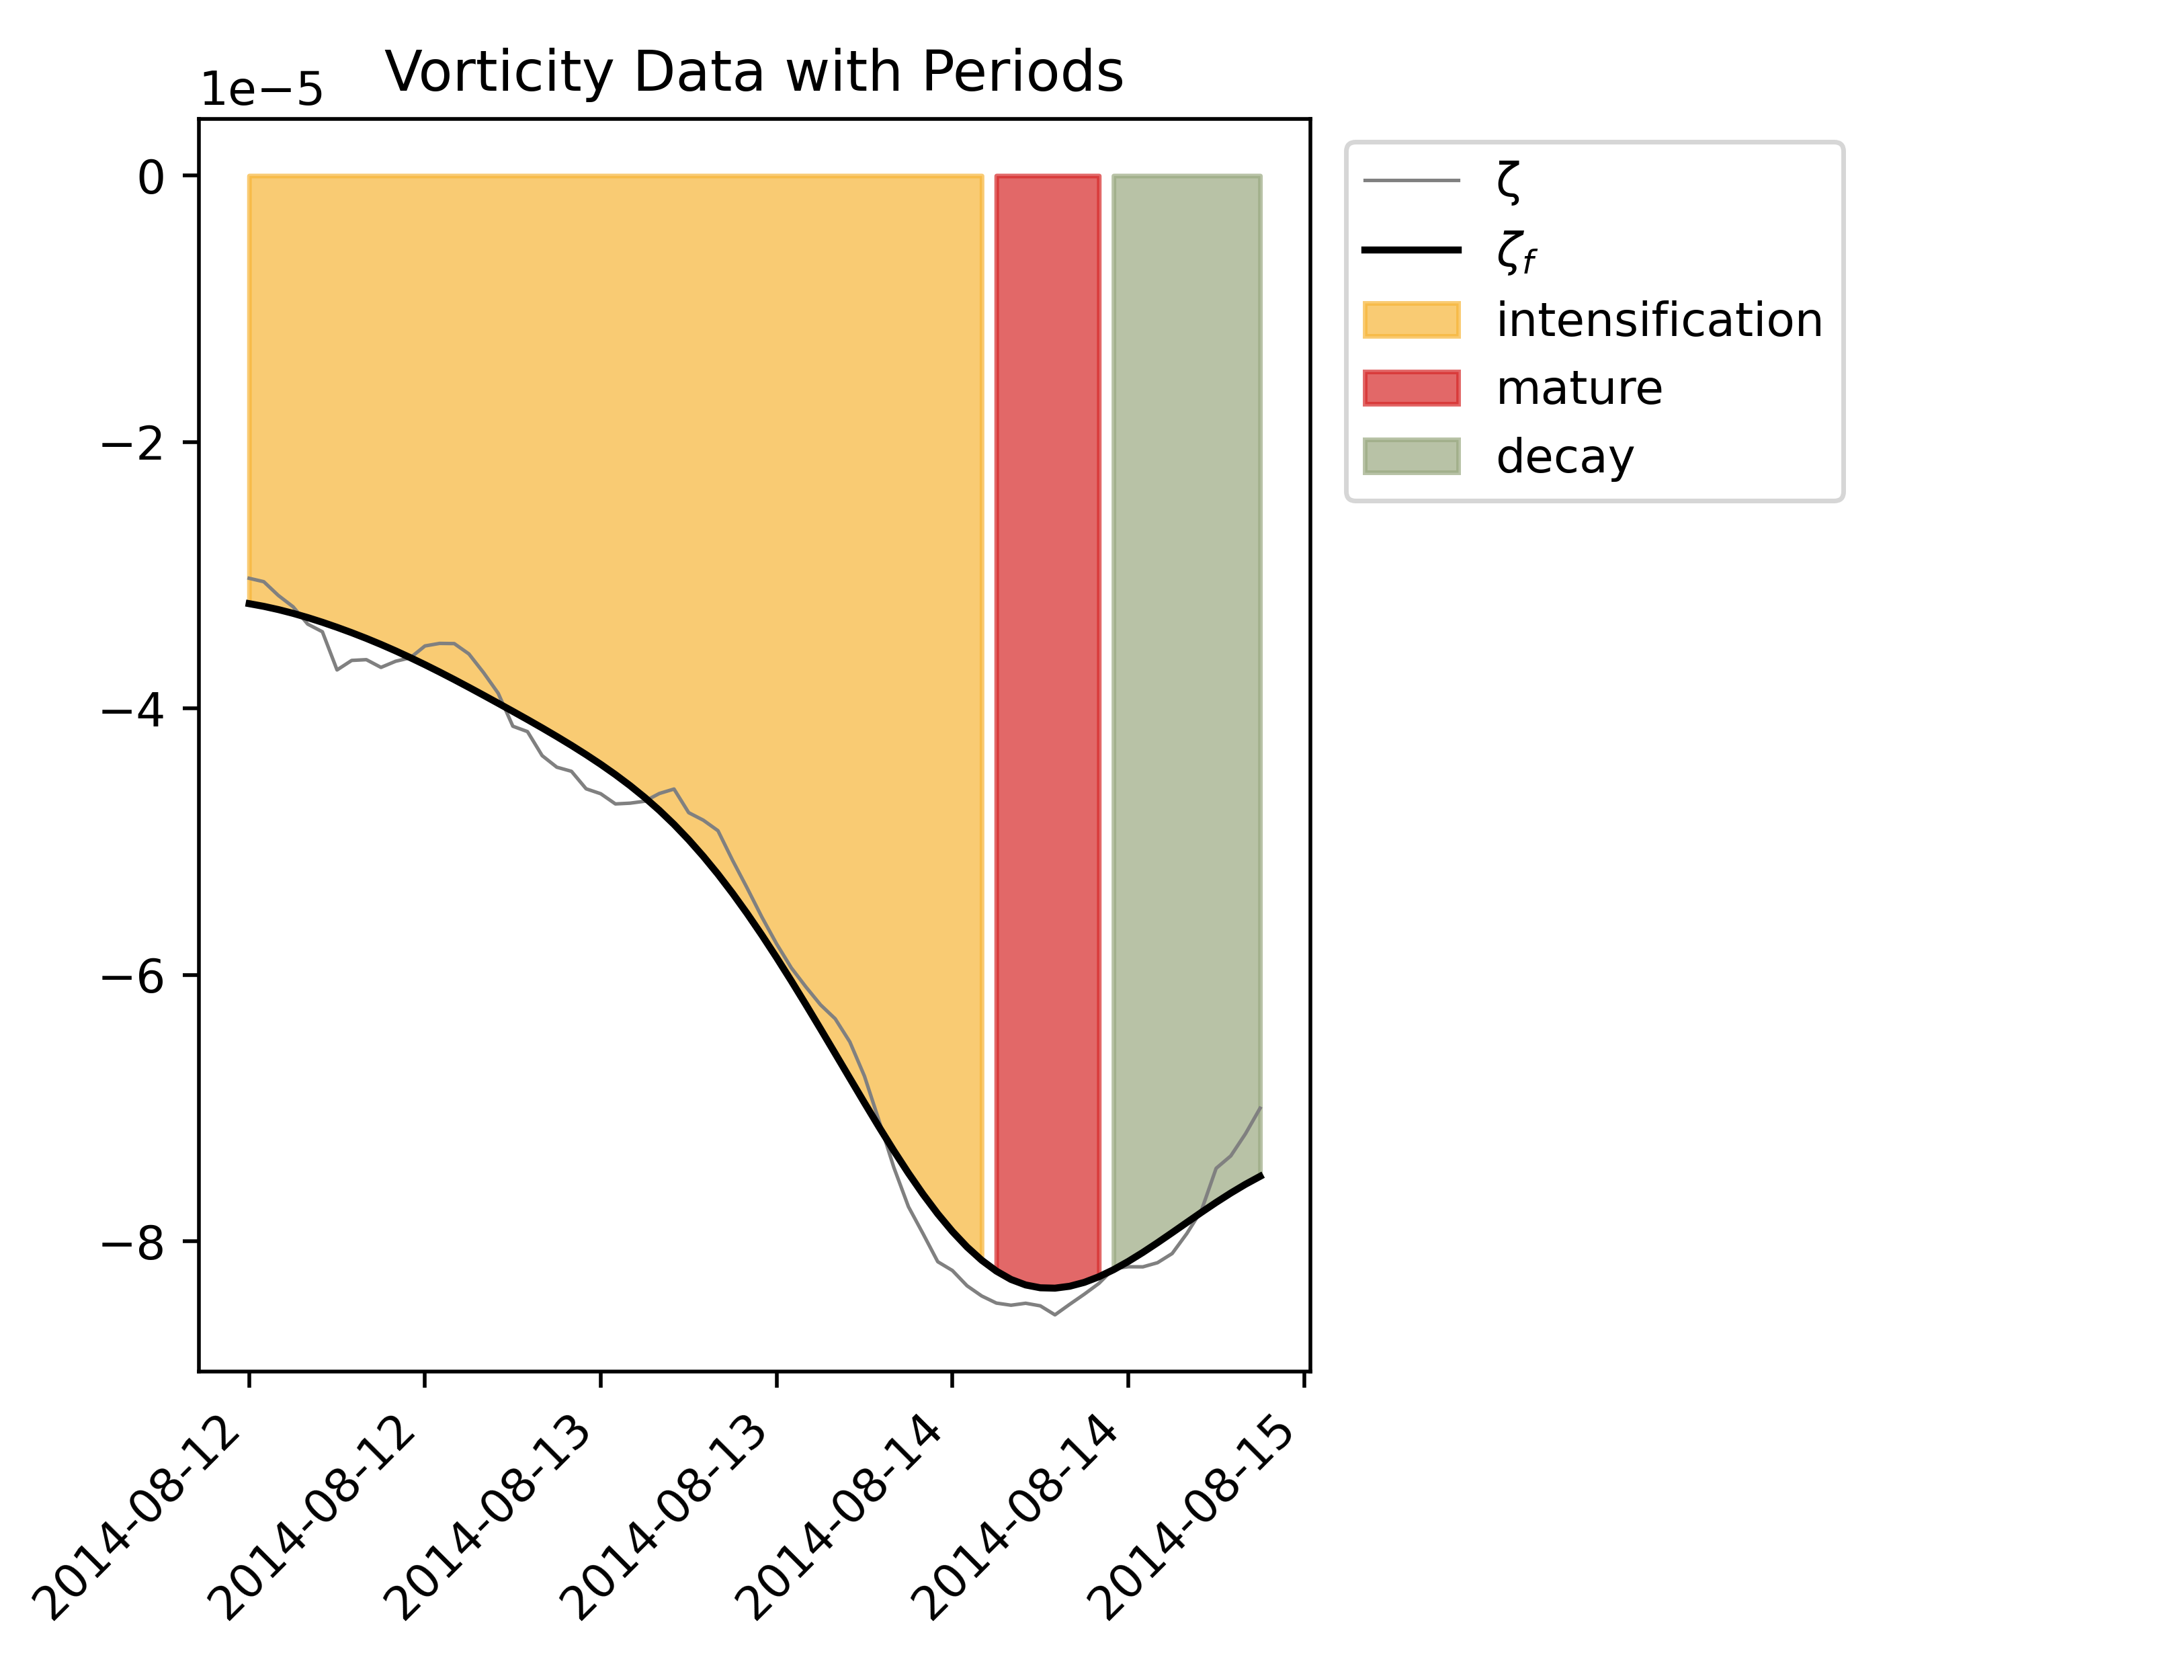 Vorticity Data with Periods
1e−5
0
−2
−4
−6
−8
2014-08-12
2014-08-12
2014-08-13
2014-08-13
2014-08-14
2014-08-14
2014-08-15
ζ
ζf
intensification
mature
decay